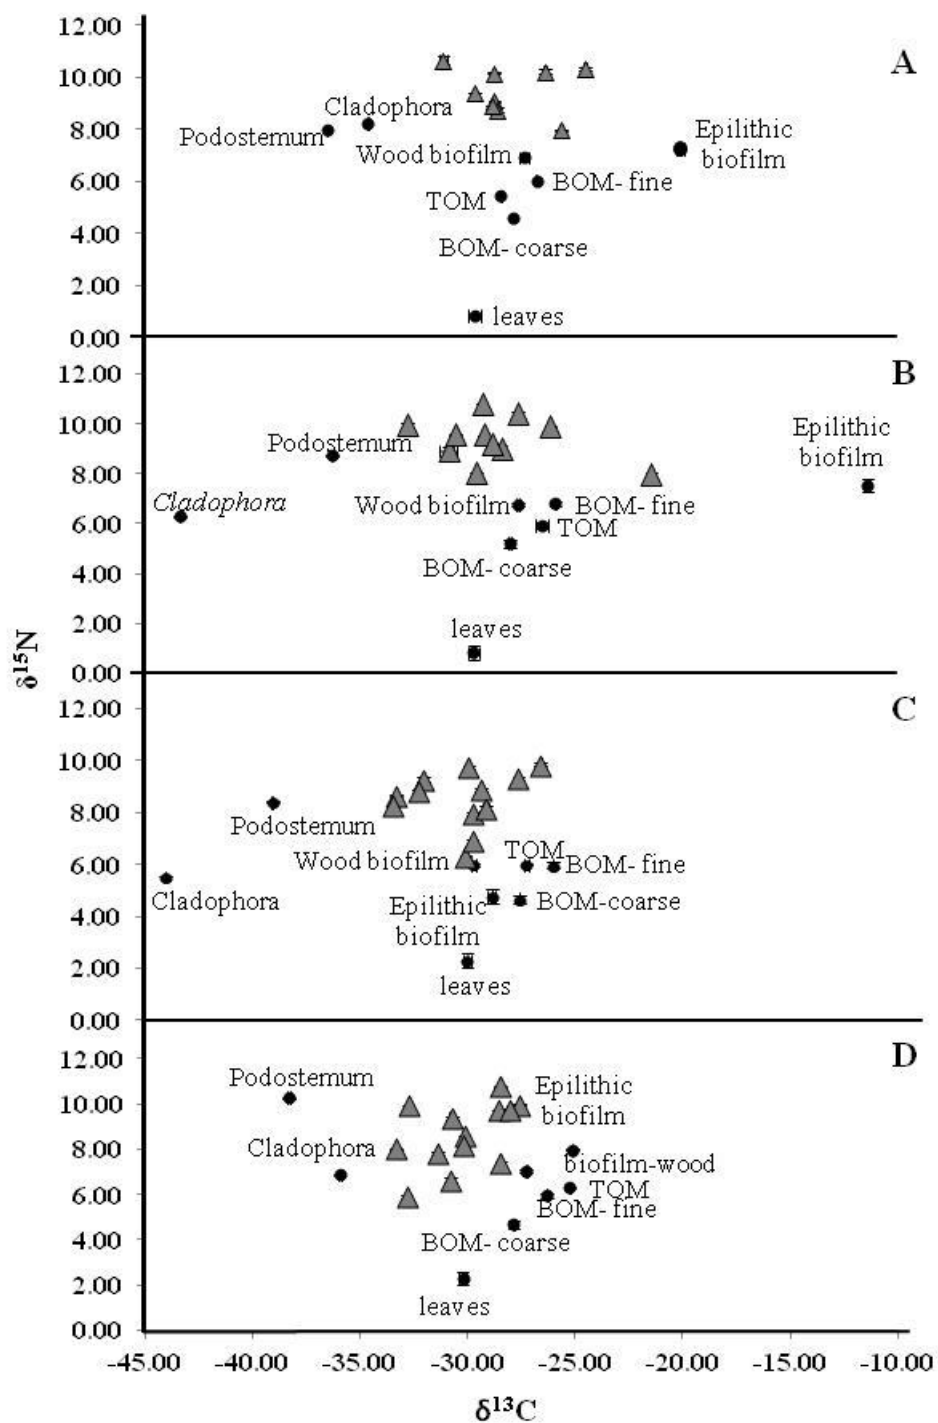 12.00
A
10.00
Cladophora
8.00
Podostemum
Epilithic
biofilm
Wood biofilm
6.00
BOM- fine
TOM
4.00
BOM- coarse
2.00
leaves
0.00
12.00
B
10.00
Podostemum
Epilithic
biofilm
8.00
Cladophora
Wood biofilm
BOM- fine
6.00
TOM
BOM- coarse
4.00
2.00
leaves
0.00
δ15N
12.00
C
10.00
8.00
Podostemum
6.00
Wood biofilm
TOM
BOM- fine
Cladophora
4.00
Epilithic
biofilm
BOM-coarse
2.00
leaves
0.00
12.00
D
Podostemum
Epilithic
biofilm
10.00
8.00
Cladophora
biofilm-wood
6.00
TOM
BOM- fine
4.00
BOM- coarse
2.00
leaves
0.00
-45.00 -40.00 -35.00 -30.00 -25.00 -20.00 -15.00 -10.00
δ13C